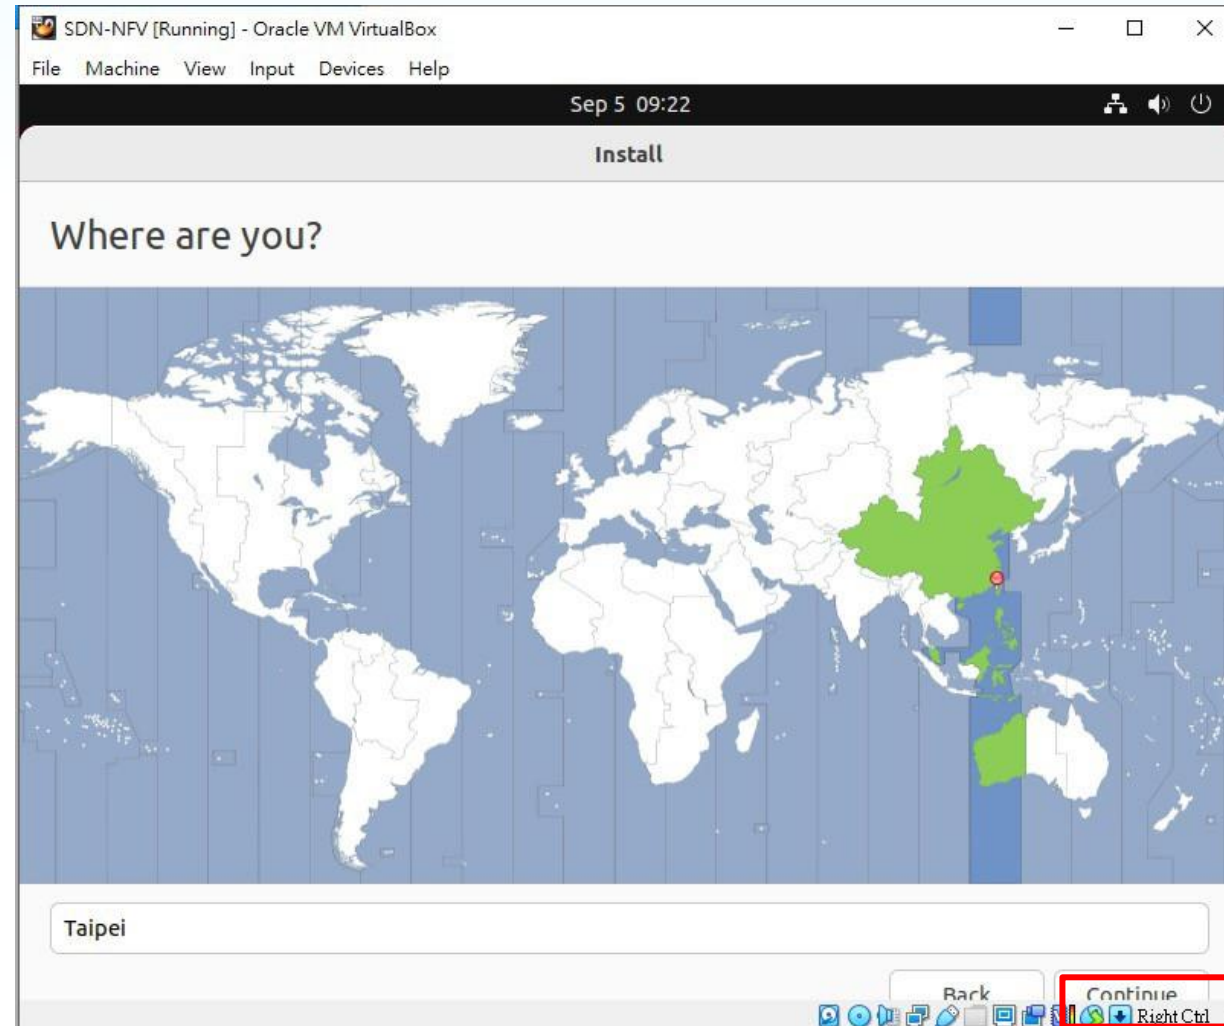 SDN-NFV [Running] - Oracle VM VirtualBox
File Machine View Input Devices Help
Sep 5 09:22
Install
Where are you?
Taipei
Back
Continue
Right Ctrl